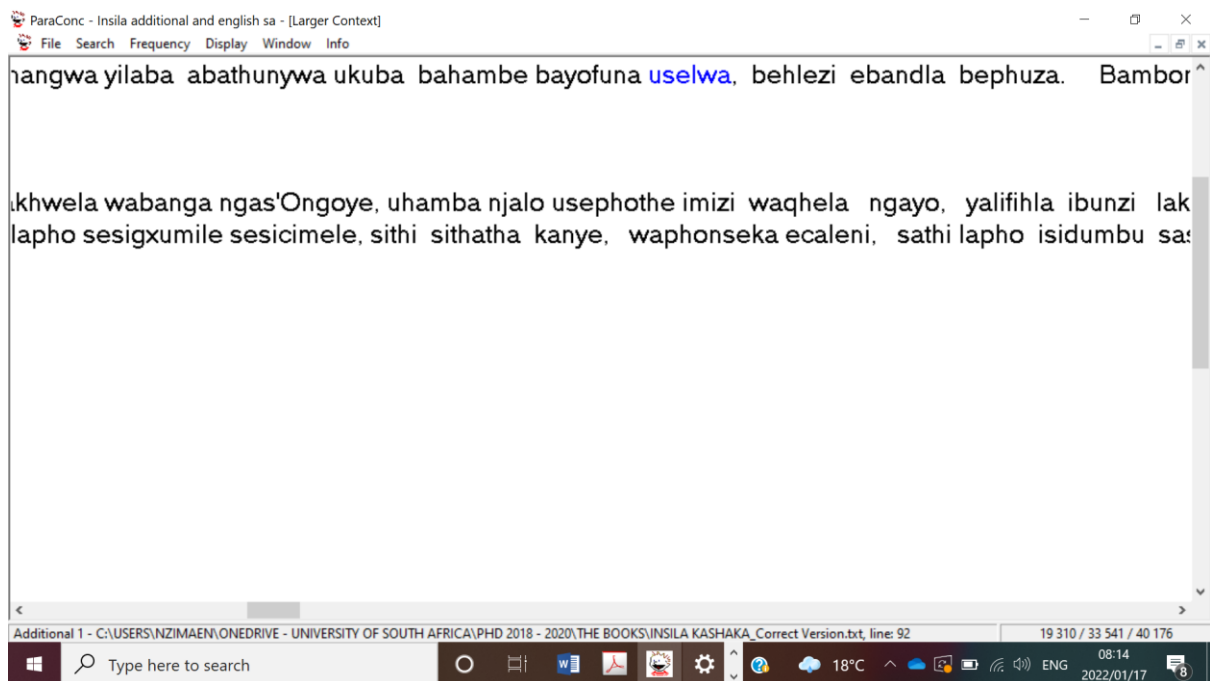 ParaConc - Insila additional and english sa - [Larger Context]
File Search Frequency Display Window Info
hangwa yilaba abathunywa ukuba bahambe bayofuna uselwa, behlezi ebandla bephuza. Bambor
akhwela wabanga ngas'Ongoye, uhamba njalo usephothe imizi waqhela ngayo, yalifihla ibunzi lak
lapho sesigxumile sesicimele, sithi sithatha kanye, waphonseka ecaleni, sathi lapho isidumbu sas
Additional 1 - C:\USERS\NZIMAEN\ONEDRIVE - UNIVERSITY OF SOUTH AFRICA\PHD 2018 - 2020\THE BOOKS\INSILA KASHAKA_Correct Version.txt, line: 92 19 310 / 33 541 / 40 176
Type here to search 18°C ENG 08:14
2022/01/17 8